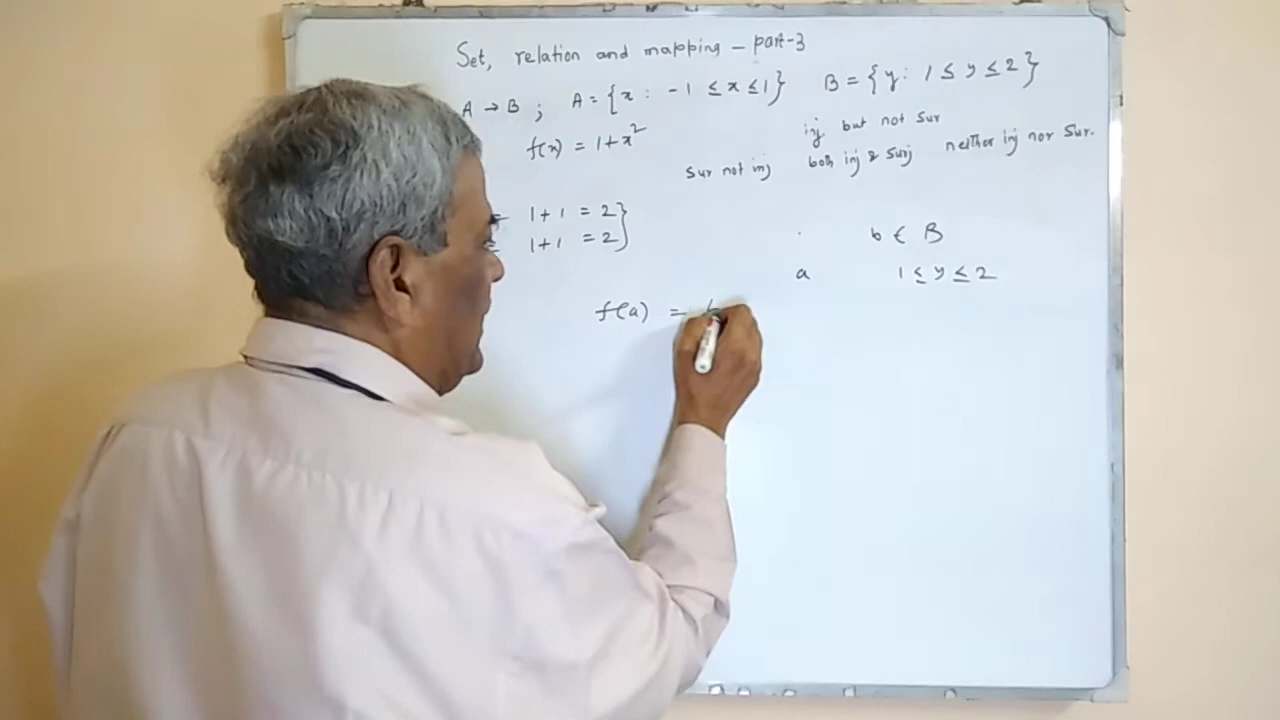 Set, relation and mapping – part-3
A → B ; A = {x : -1 ≤ x ≤ 1} B = {y : 1 ≤ y ≤ 2}
f(x) = 1+x²
inj but not sur
sur not inj both inj & surj neither inj nor sur.
= 1+1 = 2}
= 1+1 = 2}
b ∈ B
a 1 ≤ y ≤ 2
f(a) =